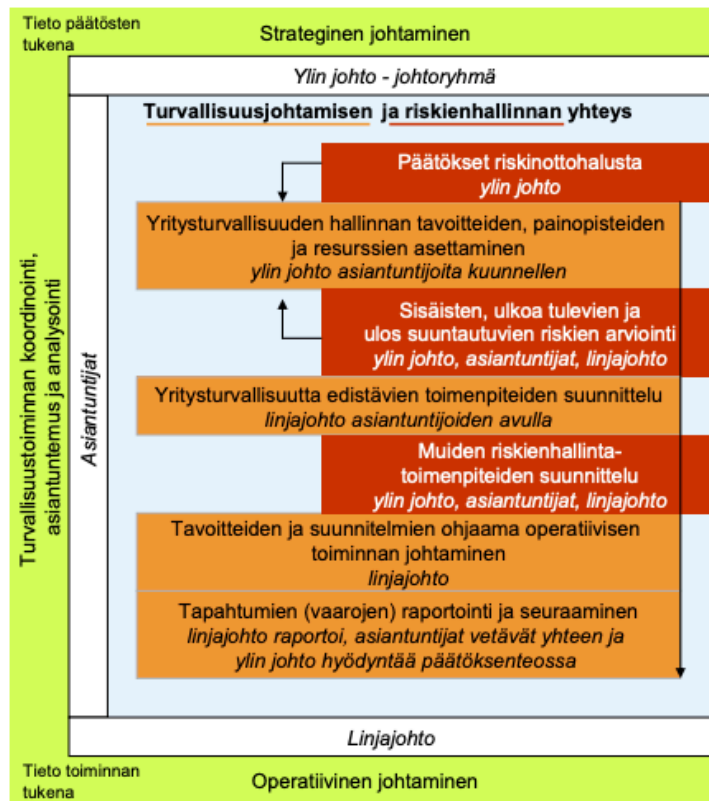 Tieto päätösten
tukena
Strateginen johtaminen
Ylin johto - johtoryhmä
Turvallisuustoiminnan koordinointi,
asiantuntemus ja analysointi
Asiantuntijat
Turvallisuusjohtamisen ja riskienhallinnan yhteys
Päätökset riskinottohalusta
ylin johto
Yritysturvallisuuden hallinnan tavoitteiden, painopisteiden
ja resurssien asettaminen
ylin johto asiantuntijoita kuunnellen
Sisäisten, ulkoa tulevien ja
ulos suuntautuvien riskien arviointi
ylin johto, asiantuntijat, linjajohto
Yritysturvallisuutta edistävien toimenpiteiden suunnittelu
linjajohto asiantuntijoiden avulla
Muiden riskienhallinta-
toimenpiteiden suunnittelu
ylin johto, asiantuntijat, linjajohto
Tavoitteiden ja suunnitelmien ohjaama operatiivisen
toiminnan johtaminen
linjajohto
Tapahtumien (vaarojen) raportointi ja seuraaminen
linjajohto raportoi, asiantuntijat vetävät yhteen ja
ylin johto hyödyntää päätöksenteossa
Linjajohto
Tieto toiminnan
tukena
Operatiivinen johtaminen